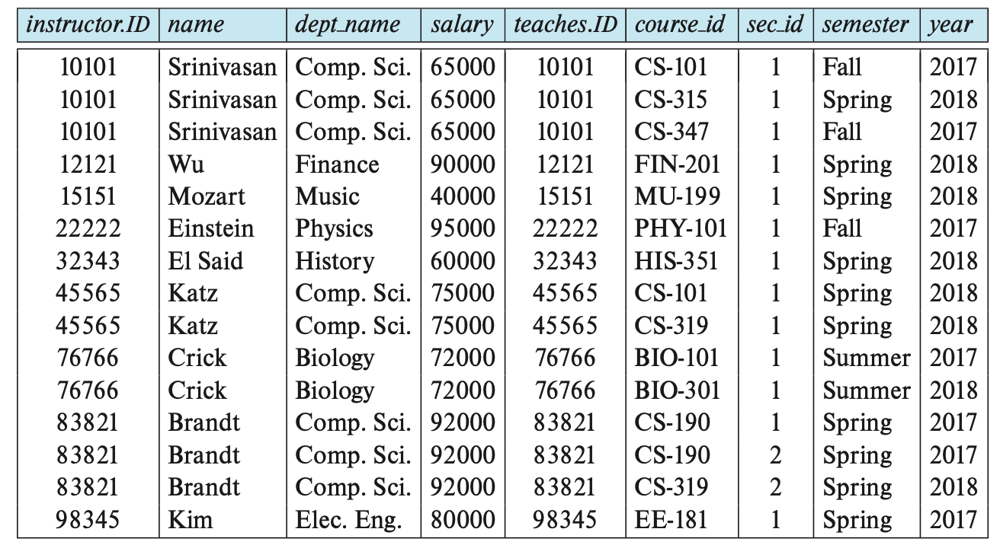 instructor.ID name dept_name salary teaches.ID course_id sec_id semester year
10101 Srinivasan Comp. Sci. 65000 10101 CS-101 1 Fall 2017
10101 Srinivasan Comp. Sci. 65000 10101 CS-315 1 Spring 2018
10101 Srinivasan Comp. Sci. 65000 10101 CS-347 1 Fall 2017
12121 Wu Finance 90000 12121 FIN-201 1 Spring 2018
15151 Mozart Music 40000 15151 MU-199 1 Spring 2018
22222 Einstein Physics 95000 22222 PHY-101 1 Fall 2017
32343 El Said History 60000 32343 HIS-351 1 Spring 2018
45565 Katz Comp. Sci. 75000 45565 CS-101 1 Spring 2018
45565 Katz Comp. Sci. 75000 45565 CS-319 1 Spring 2018
76766 Crick Biology 72000 76766 BIO-101 1 Summer 2017
76766 Crick Biology 72000 76766 BIO-301 1 Summer 2018
83821 Brandt Comp. Sci. 92000 83821 CS-190 1 Spring 2017
83821 Brandt Comp. Sci. 92000 83821 CS-190 2 Spring 2017
83821 Brandt Comp. Sci. 92000 83821 CS-319 2 Spring 2018
98345 Kim Elec. Eng. 80000 98345 EE-181 1 Spring 2017